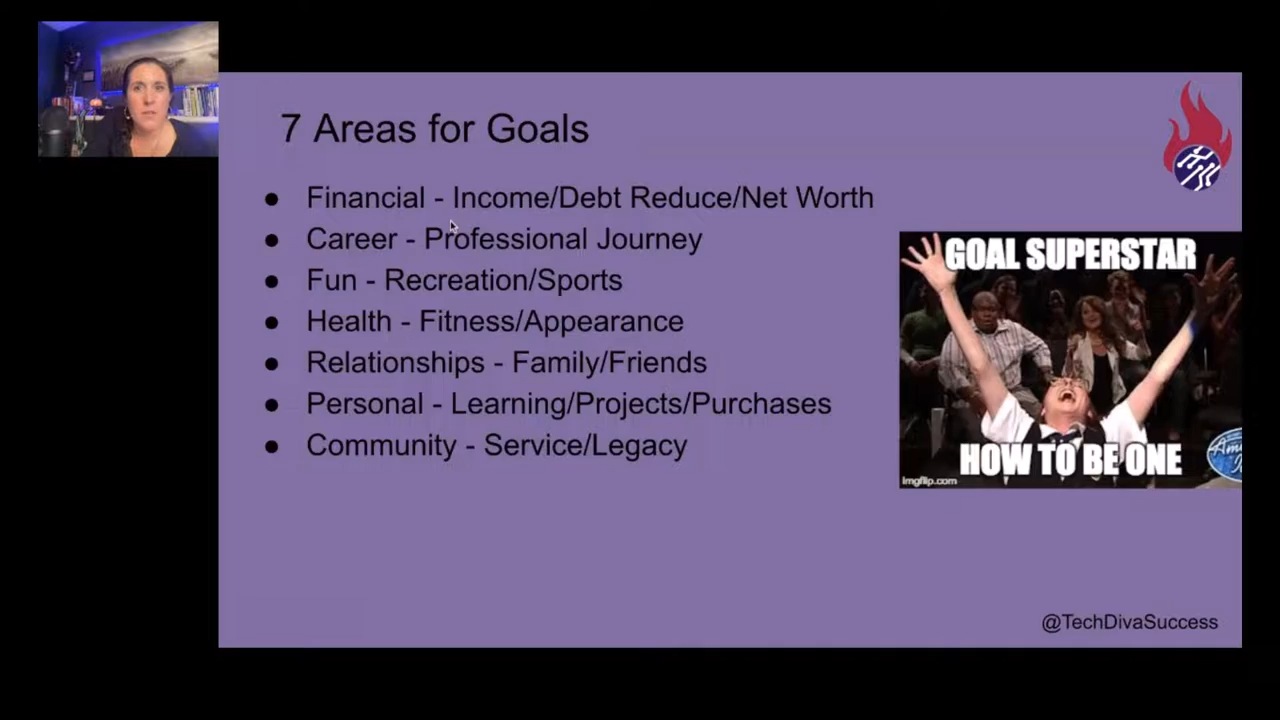 7 Areas for Goals
● Financial - Income/Debt Reduce/Net Worth
● Career - Professional Journey
● Fun - Recreation/Sports
● Health - Fitness/Appearance
● Relationships - Family/Friends
● Personal - Learning/Projects/Purchases
● Community - Service/Legacy
GOAL SUPERSTAR
HOW TO BE ONE
imgflip.com
@TechDivaSuccess